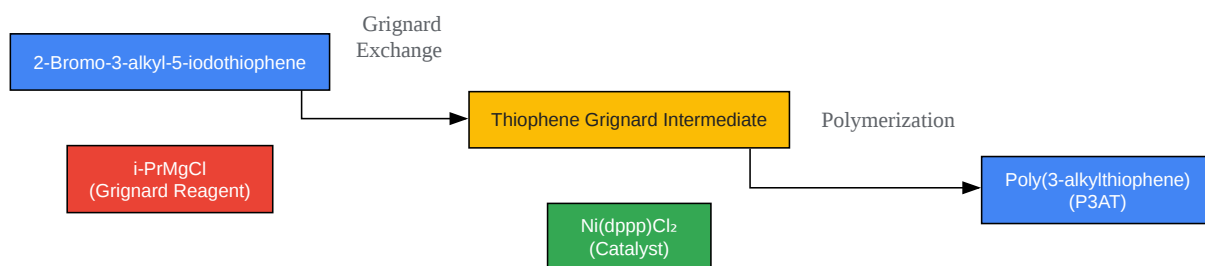 Grignard
Exchange
2-Bromo-3-alkyl-5-iodothiophene
Thiophene Grignard Intermediate
Polymerization
i-PrMgCl
(Grignard Reagent)
Poly(3-alkylthiophene)
(P3AT)
Ni(dppp)Cl₂
(Catalyst)